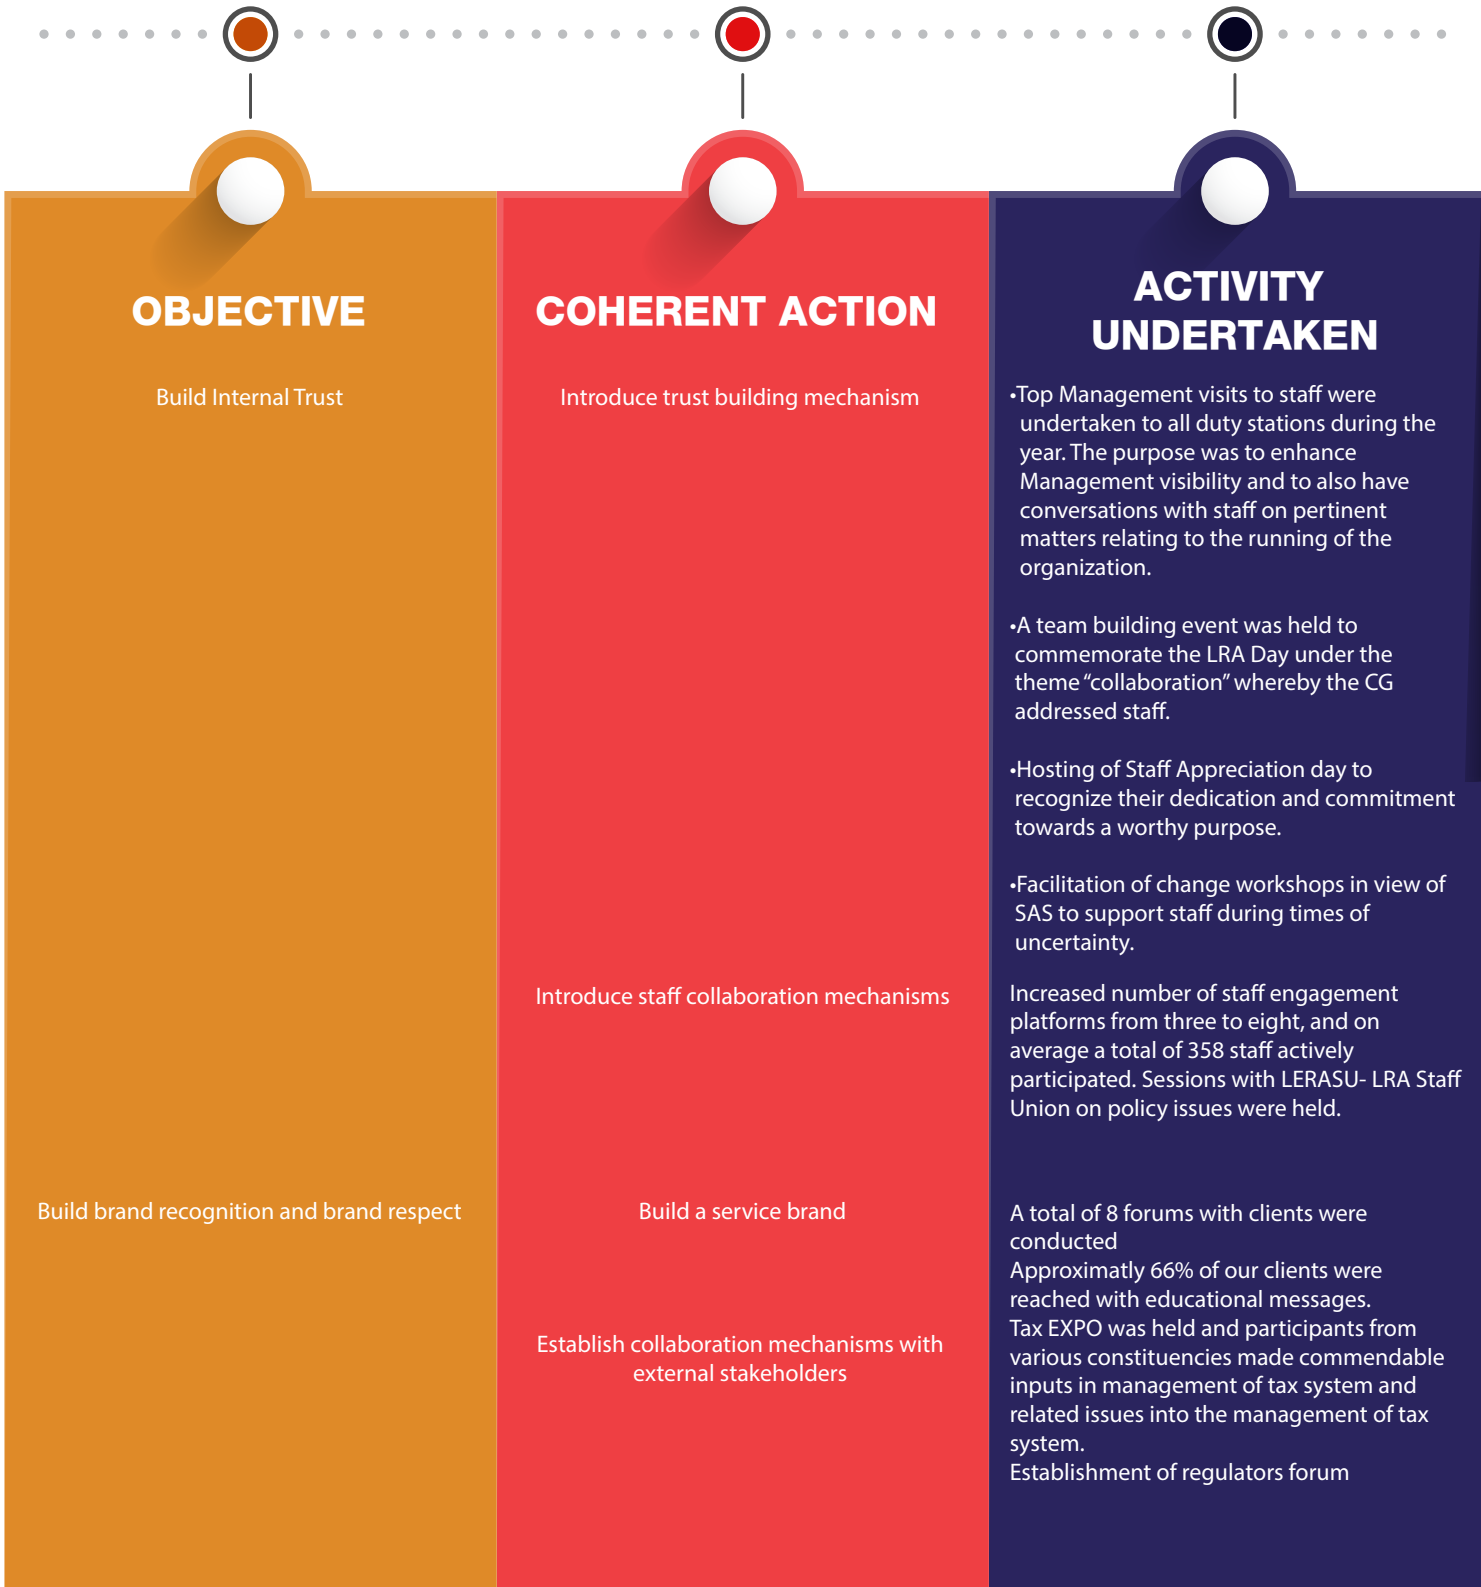 OBJECTIVE
Build Internal Trust
Build brand recognition and brand respect
COHERENT ACTION
Introduce trust building mechanism
Introduce staff collaboration mechanisms
Build a service brand
Establish collaboration mechanisms with
external stakeholders
ACTIVITY
UNDERTAKEN
•Top Management visits to staff were
undertaken to all duty stations during the
year. The purpose was to enhance
Management visibility and to also have
conversations with staff on pertinent
matters relating to the running of the
organization.
•A team building event was held to
commemorate the LRA Day under the
theme “collaboration” whereby the CG
addressed staff.
•Hosting of Staff Appreciation day to
recognize their dedication and commitment
towards a worthy purpose.
•Facilitation of change workshops in view of
SAS to support staff during times of
uncertainty.
Increased number of staff engagement
platforms from three to eight, and on
average a total of 358 staff actively
participated. Sessions with LERASU- LRA Staff
Union on policy issues were held.
A total of 8 forums with clients were
conducted
Approximatly 66% of our clients were
reached with educational messages.
Tax EXPO was held and participants from
various constituencies made commendable
inputs in management of tax system and
related issues into the management of tax
system.
Establishment of regulators forum